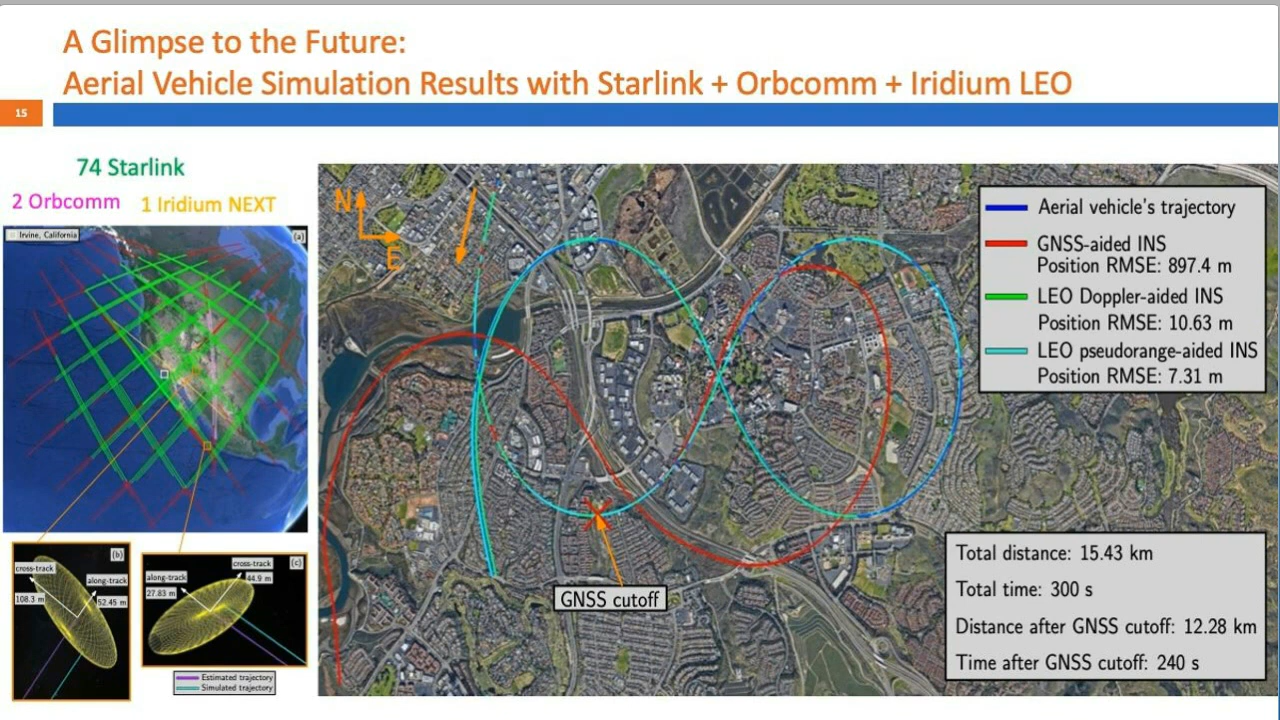 A Glimpse to the Future:
Aerial Vehicle Simulation Results with Starlink + Orbcomm + Iridium LEO
15
74 Starlink
2 Orbcomm 1 Iridium NEXT
Irvine, California
(a)
N
E
Aerial vehicle's trajectory
GNSS-aided INS
Position RMSE: 897.4 m
LEO Doppler-aided INS
Position RMSE: 10.63 m
LEO pseudorange-aided INS
Position RMSE: 7.31 m
GNSS cutoff
Total distance: 15.43 km
Total time: 300 s
Distance after GNSS cutoff: 12.28 km
Time after GNSS cutoff: 240 s
(b)
cross-track
along-track
108.3 m
52.45 m
(c)
cross-track
along-track
44.9 m
27.83 m
Estimated trajectory
Simulated trajectory